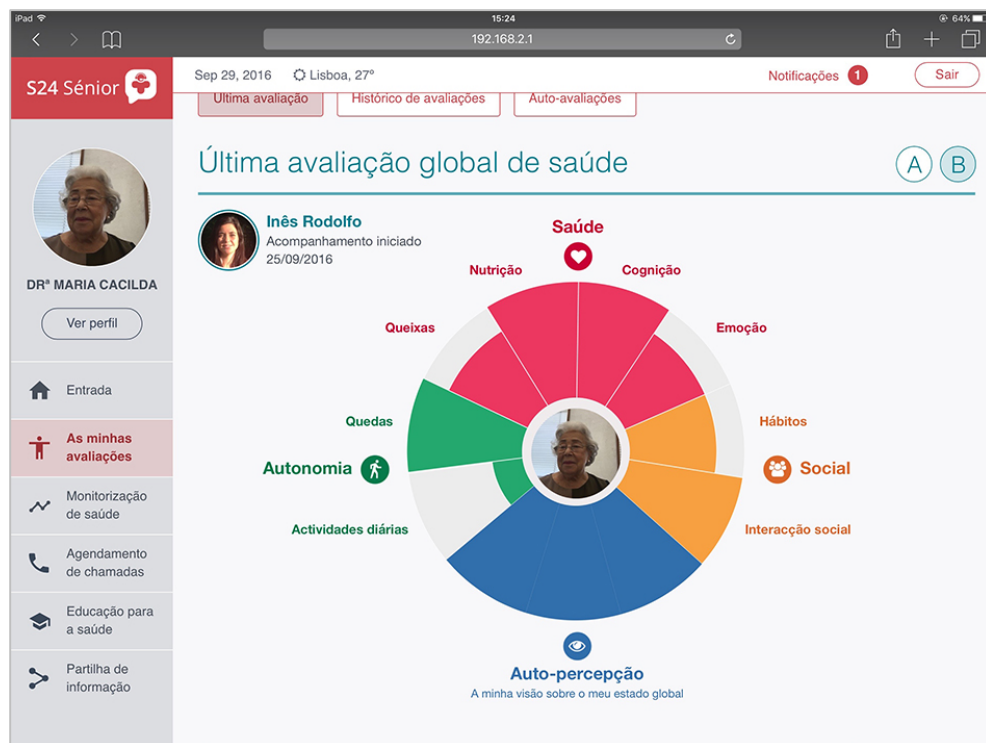 iPad
15:24
64%
192.168.2.1
S24 Sénior
Sep 29, 2016
Lisboa, 27°
Notificações 1
Sair
Última avaliação
Histórico de avaliações
Auto-avaliações
Última avaliação global de saúde
A
B
DRª MARIA CACILDA
Ver perfil
Entrada
As minhas
avaliações
Monitorização
de saúde
Agendamento
de chamadas
Educação para
a saúde
Partilha de
informação
Inês Rodolfo
Acompanhamento iniciado
25/09/2016
Saúde
Nutrição
Cognição
Queixas
Emoção
Quedas
Hábitos
Autonomia
Social
Actividades diárias
Interacção social
Auto-percepção
A minha visão sobre o meu estado global